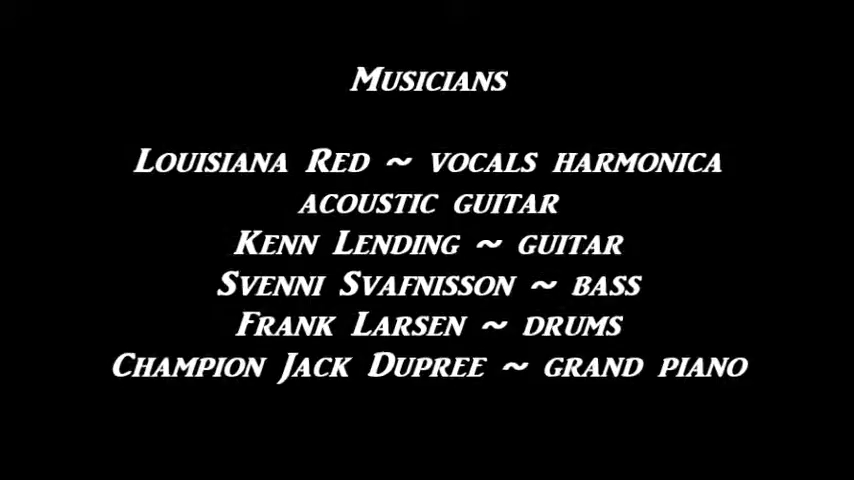 Musicians
Louisiana Red ~ vocals harmonica
acoustic guitar
Kenn Lending ~ guitar
Svenni Svafnisson ~ bass
Frank Larsen ~ drums
Champion Jack Dupree ~ grand piano